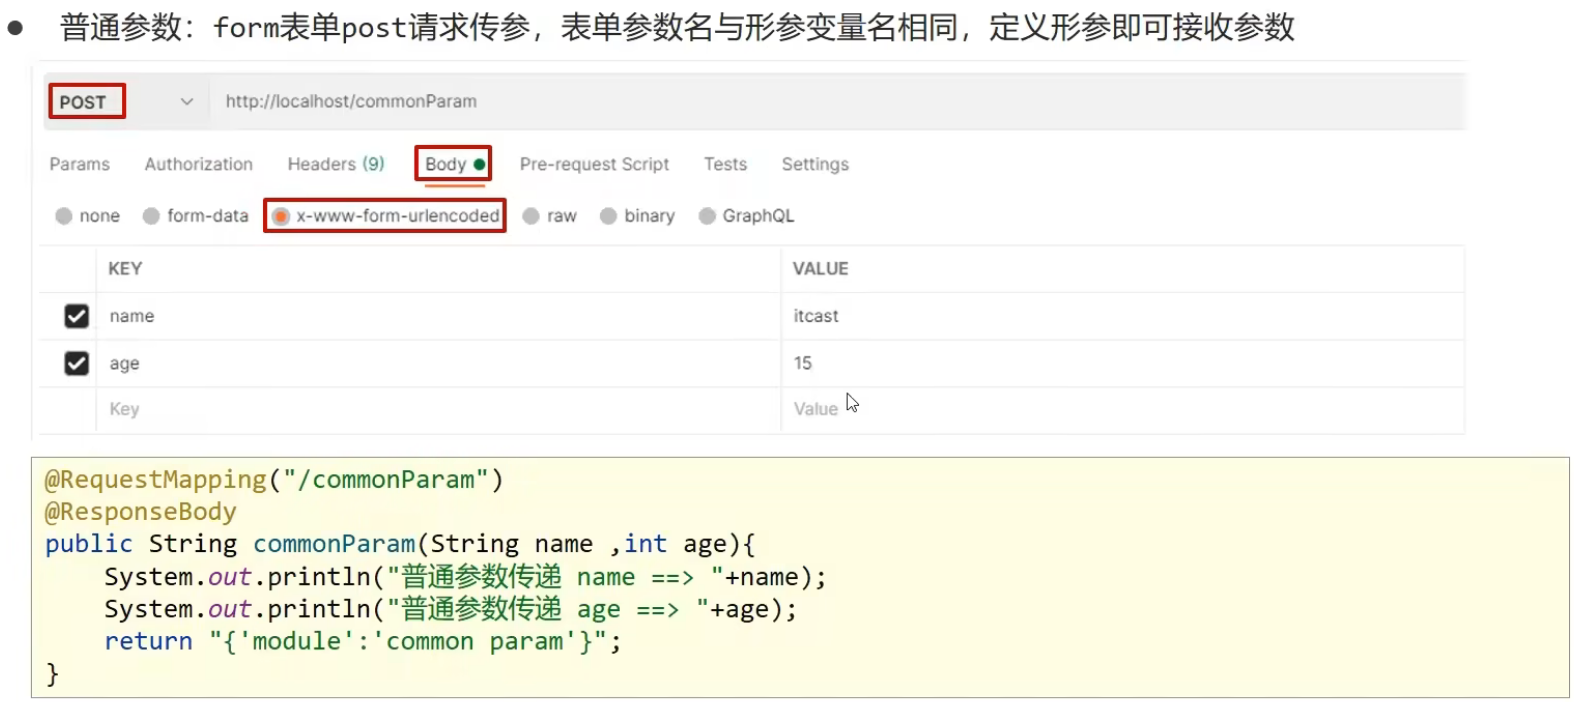 ● 普通参数：form表单post请求传参，表单参数名与形参变量名相同，定义形参即可接收参数
POST http://localhost/commonParam
Params Authorization Headers (9) Body Pre-request Script Tests Settings
none form-data x-www-form-urlencoded raw binary GraphQL
KEY VALUE
name itcast
age 15
Key Value
@RequestMapping("/commonParam")
@ResponseBody
public String commonParam(String name ,int age){
    System.out.println("普通参数传递 name ==> "+name);
    System.out.println("普通参数传递 age ==> "+age);
    return "{'module':'common param'}";
}